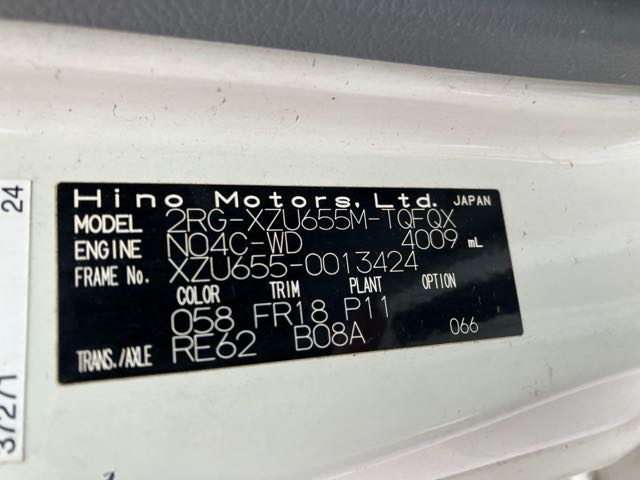 Hino Motors, Ltd. JAPAN
MODEL 2RG-XZU655M-TQFQX
ENGINE N04C-WD 4009 mL
FRAME No. XZU655-0013424
COLOR TRIM PLANT OPTION
058 FR18 P11
TRANS./AXLE RE62 B08A 066
24
37271